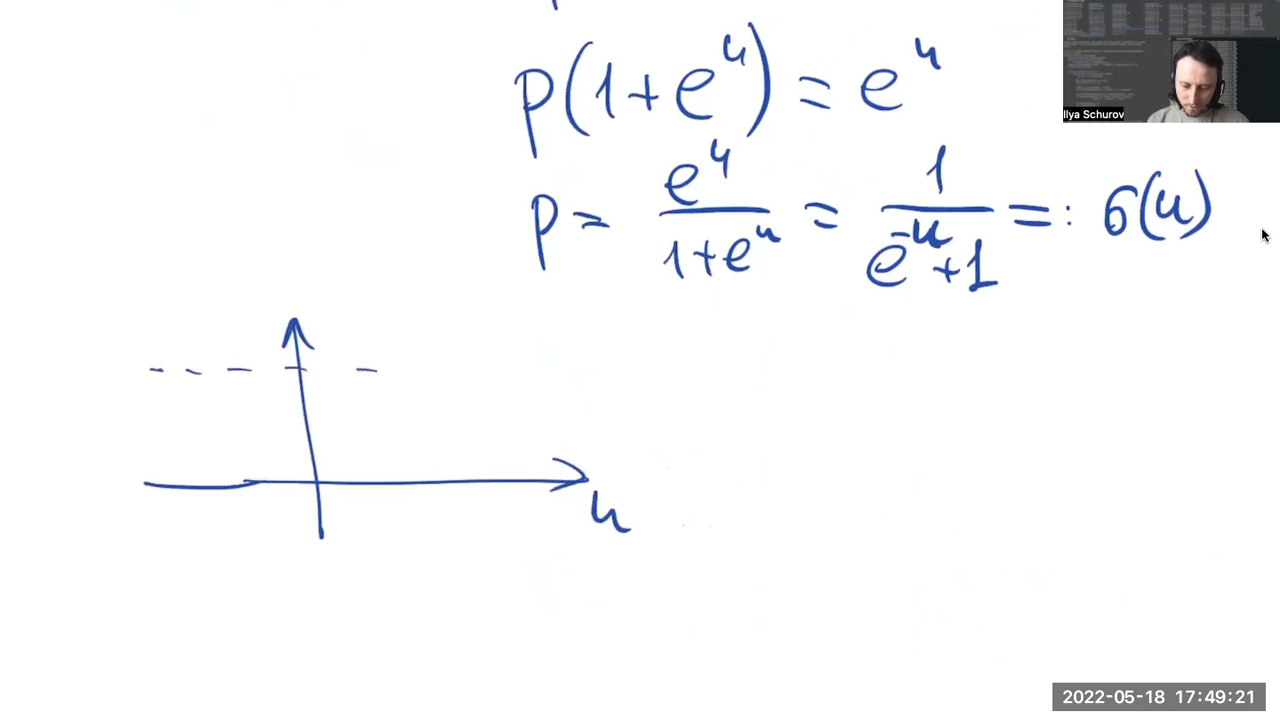 p(1+e^u) = e^u
p = e^u/(1+e^u) = 1/(e^-u+1) =: σ(u)
u
Ilya Schurov
2022-05-18 17:49:21